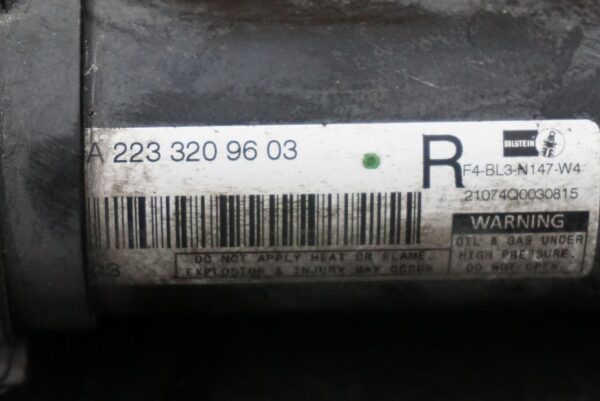 A 223 320 96 03
R
BILSTEIN
F4-BL3-N147-W4
21074Q0030815
WARNING
OIL & GAS UNDER
HIGH PRESSURE.
DO NOT OPEN.
DO NOT APPLY HEAT OR FLAME.
EXPLOSION & INJURY MAY OCCUR